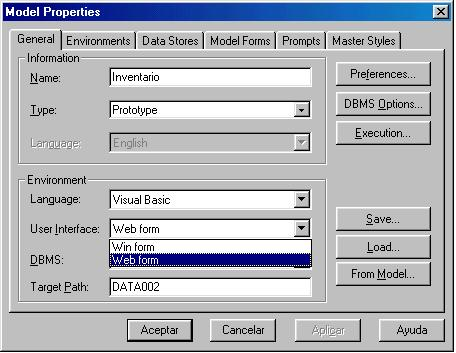 Model Properties
General Environments Data Stores Model Forms Prompts Master Styles
Information
Name: Inventario
Preferences...
Type: Prototype
DBMS Options...
Language: English
Execution...
Environment
Language: Visual Basic
User Interface: Web form
Save...
Win form
Load...
DBMS: Web form
From Model...
Target Path: DATA002
Aceptar Cancelar Aplicar Ayuda